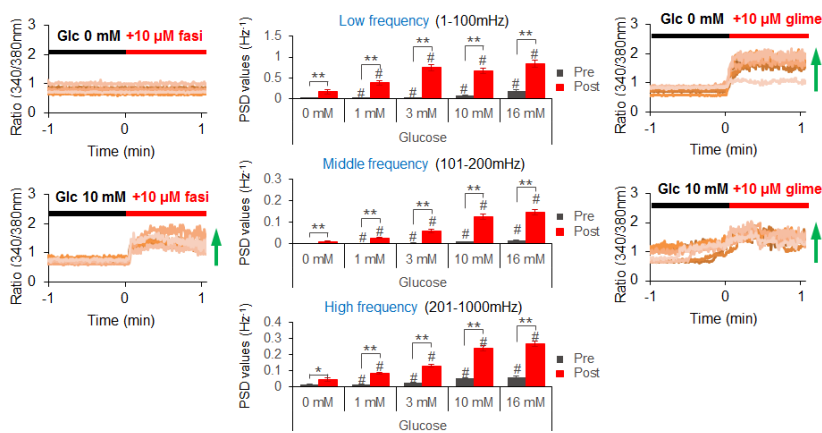 Glc 0 mM +10 µM fasi
Ratio (340/380nm)
3
2
1
0
-1 0 1
Time (min)
Glc 10 mM +10 µM fasi
Ratio (340/380nm)
3
2
1
0
-1 0 1
Time (min)
Low frequency (1-100mHz)
PSD values (Hz⁻¹)
1.5
1
0.5
0
** ** ** ** **
# # # # # # # #
Pre
Post
0 mM 1 mM 3 mM 10 mM 16 mM
Glucose
Middle frequency (101-200mHz)
PSD values (Hz⁻¹)
0.3
0.2
0.1
0
** ** ** ** **
# # # # # # # #
Pre
Post
0 mM 1 mM 3 mM 10 mM 16 mM
Glucose
High frequency (201-1000mHz)
PSD values (Hz⁻¹)
0.4
0.3
0.2
0.1
0
* ** ** ** **
# # # # # # # #
Pre
Post
0 mM 1 mM 3 mM 10 mM 16 mM
Glucose
Glc 0 mM +10 µM glime
Ratio (340/380nm)
3
2
1
0
-1 0 1
Time (min)
Glc 10 mM +10 µM glime
Ratio (340/380nm)
3
2
1
0
-1 0 1
Time (min)